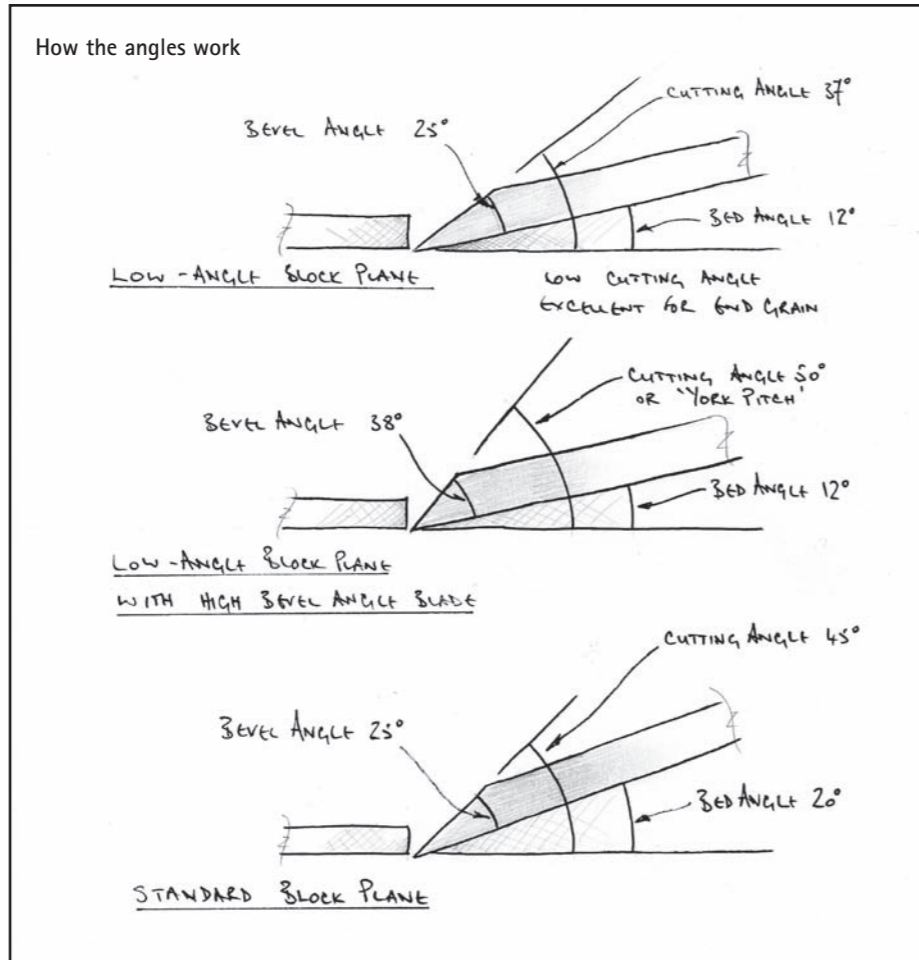 How the angles work
CUTTING ANGLE 37°
BEVEL ANGLE 25°
BED ANGLE 12°
LOW-ANGLE BLOCK PLANE
LOW CUTTING ANGLE
EXCELLENT FOR END GRAIN
CUTTING ANGLE 50°
OR 'YORK PITCH'
BEVEL ANGLE 38°
BED ANGLE 12°
LOW-ANGLE BLOCK PLANE
WITH HIGH BEVEL ANGLE BLADE
CUTTING ANGLE 45°
BEVEL ANGLE 25°
BED ANGLE 20°
STANDARD BLOCK PLANE